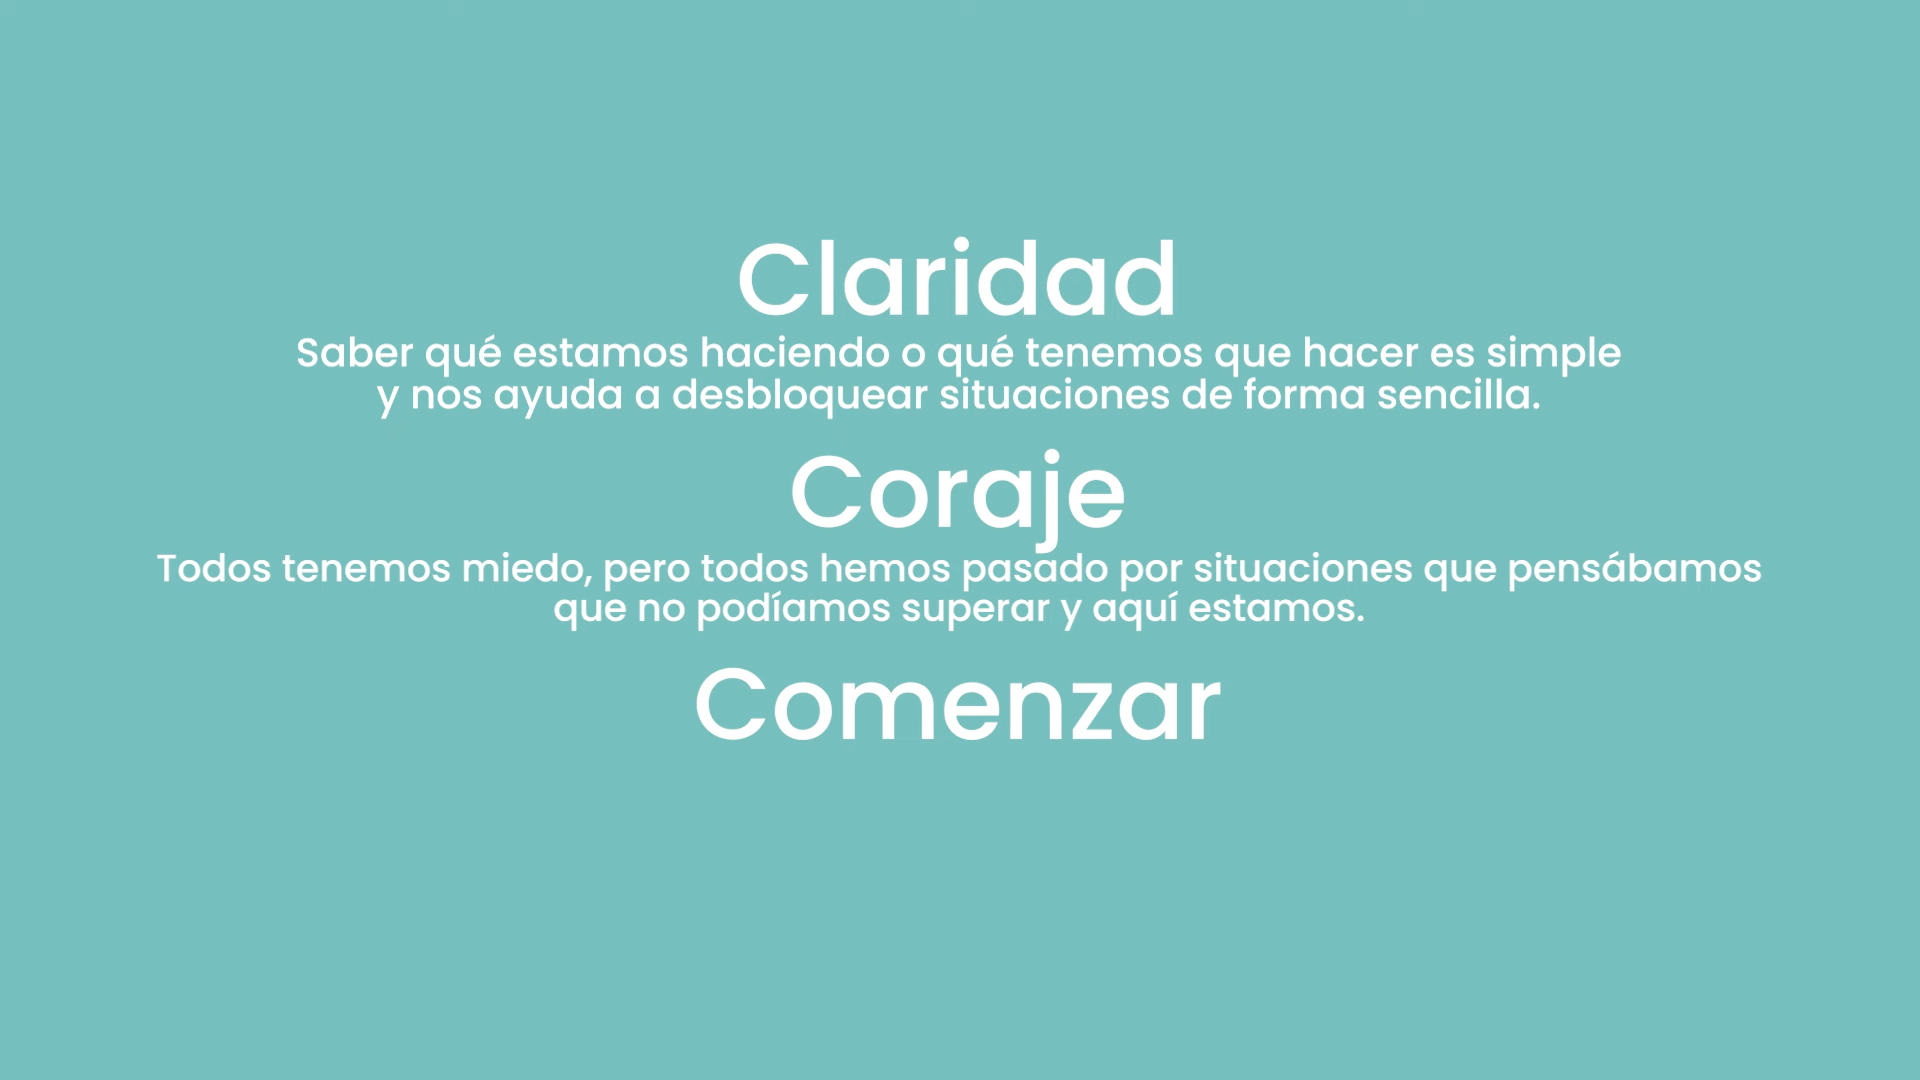 Claridad
Saber qué estamos haciendo o qué tenemos que hacer es simple
y nos ayuda a desbloquear situaciones de forma sencilla.
Coraje
Todos tenemos miedo, pero todos hemos pasado por situaciones que pensábamos
que no podíamos superar y aquí estamos.
Comenzar